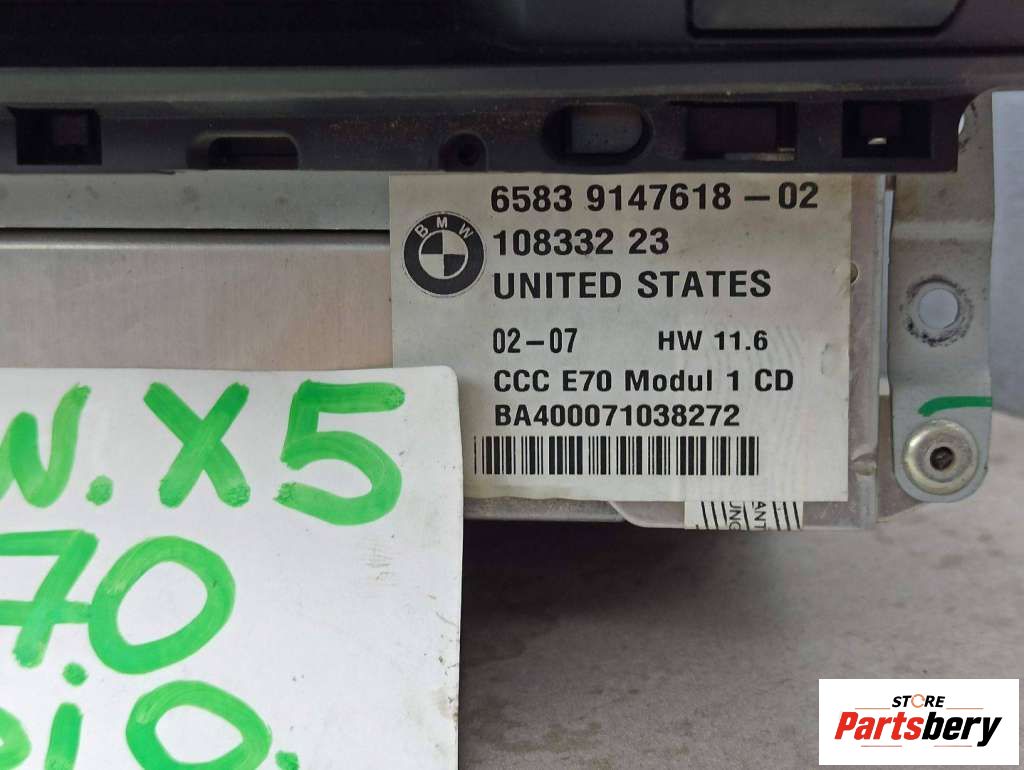 6583 9147618 – 02
BMW
108332 23
UNITED STATES
02–07 HW 11.6
CCC E70 Modul 1 CD
BA400071038272
.X5
70
STORE
Partsbery